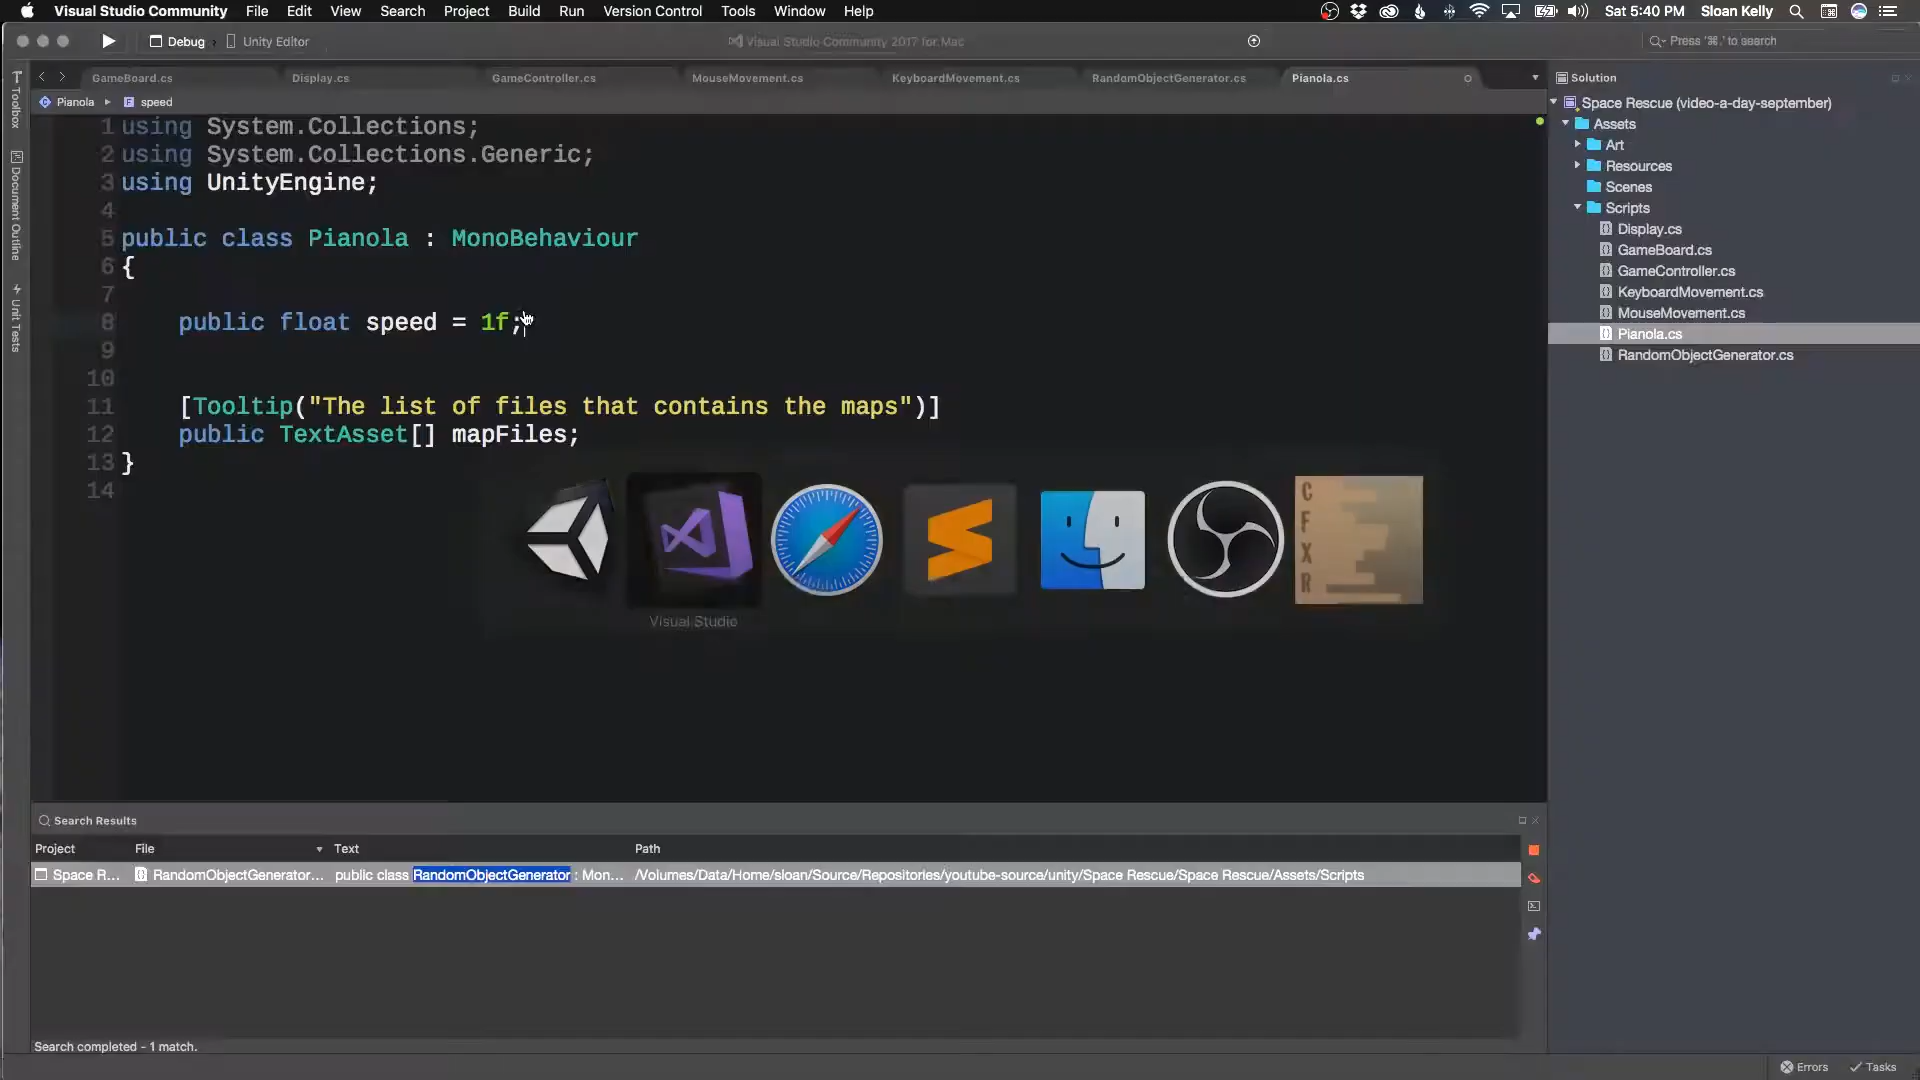 Visual Studio Community File Edit View Search Project Build Run Version Control Tools Window Help Sat 5:40 PM Sloan Kelly
Debug Unity Editor Visual Studio Community 2017 for Mac Press '⌘.' to search
GameBoard.cs Display.cs GameController.cs MouseMovement.cs KeyboardMovement.cs RandomObjectGenerator.cs Pianola.cs
Pianola speed
1 using System.Collections;
2 using System.Collections.Generic;
3 using UnityEngine;
4
5 public class Pianola : MonoBehaviour
6 {
7
8 public float speed = 1f;
9
10
11 [Tooltip("The list of files that contains the maps")]
12 public TextAsset[] mapFiles;
13 }
14
Toolbox
Document Outline
Unit Tests
Solution
Space Rescue (video-a-day-september)
Assets
Art
Resources
Scenes
Scripts
Display.cs
GameBoard.cs
GameController.cs
KeyboardMovement.cs
MouseMovement.cs
Pianola.cs
RandomObjectGenerator.cs
C
F
X
R
Visual Studio
Search Results
Project File Text Path
Space R... RandomObjectGenerator... public class RandomObjectGenerator : Mon... /Volumes/Data/Home/sloan/Source/Repositories/youtube-source/unity/Space Rescue/Space Rescue/Assets/Scripts
Search completed - 1 match.
Errors Tasks